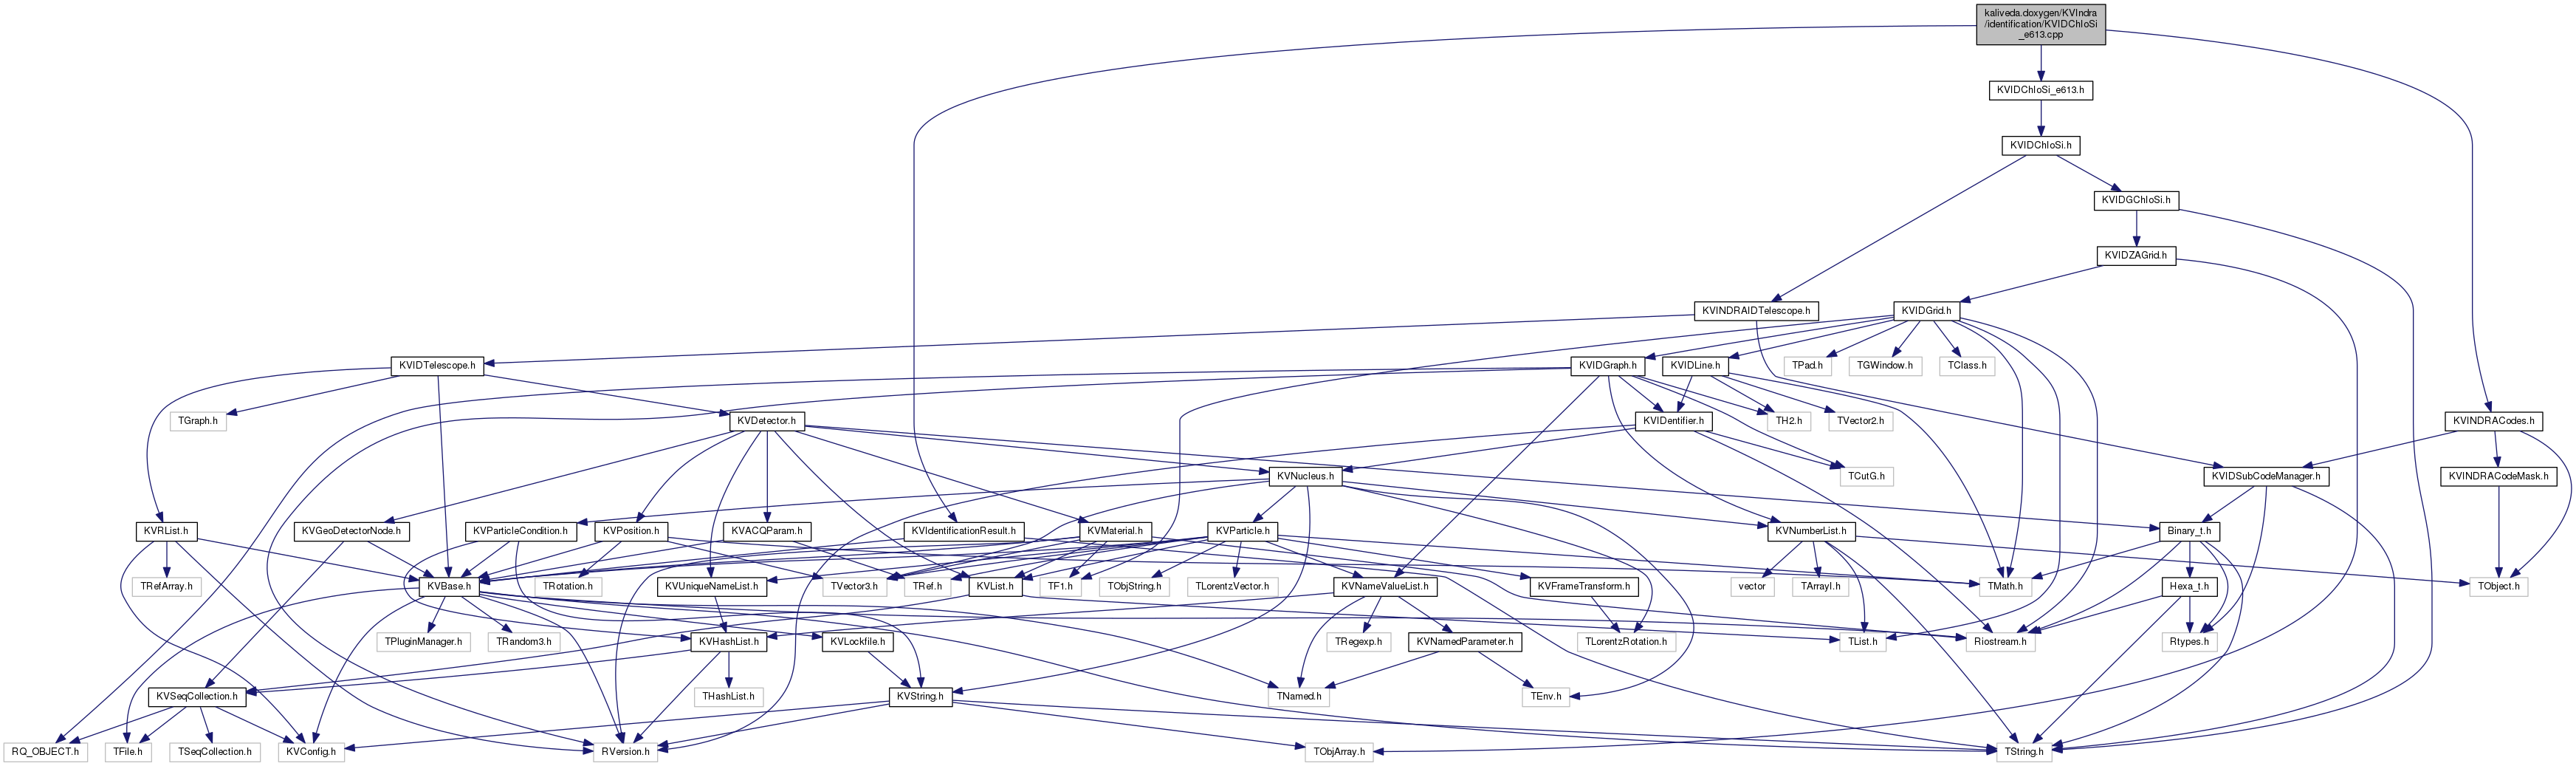 kaliveda.doxygen/KVIndra
/identification/KVIDChIoSi
_e613.cpp
KVIDChIoSi_e613.h
KVIDChIoSi.h
KVIDGChIoSi.h
KVIDZAGrid.h
KVINDRAIDTelescope.h
KVIDGrid.h
KVIDTelescope.h
KVIDGraph.h
KVIDLine.h
TPad.h
TGWindow.h
TClass.h
TGraph.h
KVDetector.h
KVIDentifier.h
TH2.h
TVector2.h
KVINDRACodes.h
KVNucleus.h
TCutG.h
KVIDSubCodeManager.h
KVINDRACodeMask.h
KVRList.h
KVGeoDetectorNode.h
KVParticleCondition.h
KVPosition.h
KVACQParam.h
KVIdentificationResult.h
KVMaterial.h
KVParticle.h
KVNumberList.h
Binary_t.h
TRefArray.h
KVBase.h
TRotation.h
KVUniqueNameList.h
TVector3.h
TRef.h
KVList.h
TF1.h
TObjString.h
TLorentzVector.h
KVNameValueList.h
KVFrameTransform.h
vector
TArrayI.h
TMath.h
Hexa_t.h
TObject.h
TPluginManager.h
TRandom3.h
KVHashList.h
KVLockfile.h
TRegexp.h
KVNamedParameter.h
TLorentzRotation.h
TList.h
Riostream.h
Rtypes.h
KVSeqCollection.h
THashList.h
KVString.h
TNamed.h
TEnv.h
RQ_OBJECT.h
TFile.h
TSeqCollection.h
KVConfig.h
RVersion.h
TObjArray.h
TString.h